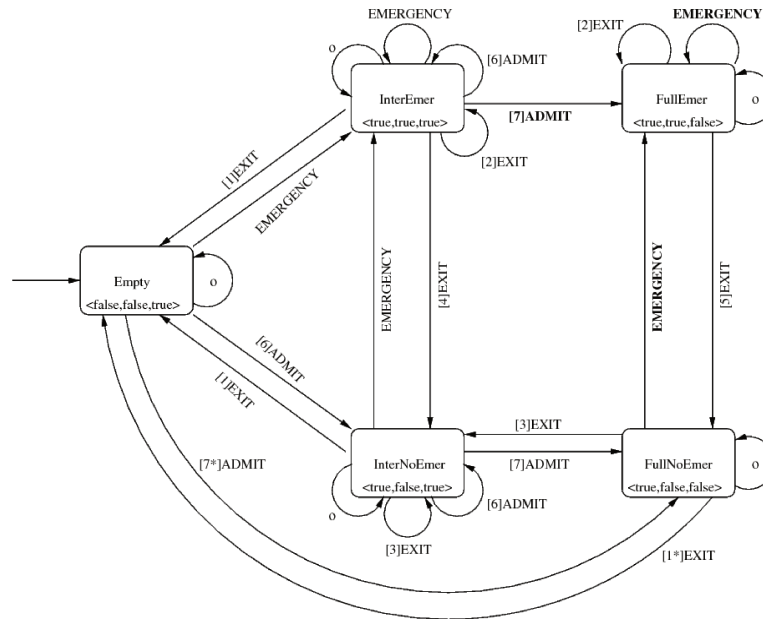 EMERGENCY
EMERGENCY
[2]EXIT
o
[6]ADMIT
InterEmer
<true,true,true>
[7]ADMIT
FullEmer
<true,true,false>
o
[2]EXIT
[1]EXIT
EMERGENCY
Empty
<false,false,true>
o
EMERGENCY
[4]EXIT
EMERGENCY
[5]EXIT
[6]ADMIT
[1]EXIT
[3]EXIT
InterNoEmer
<true,false,true>
[7]ADMIT
FullNoEmer
<true,false,false>
o
[7*]ADMIT
o
[6]ADMIT
[3]EXIT
[1*]EXIT